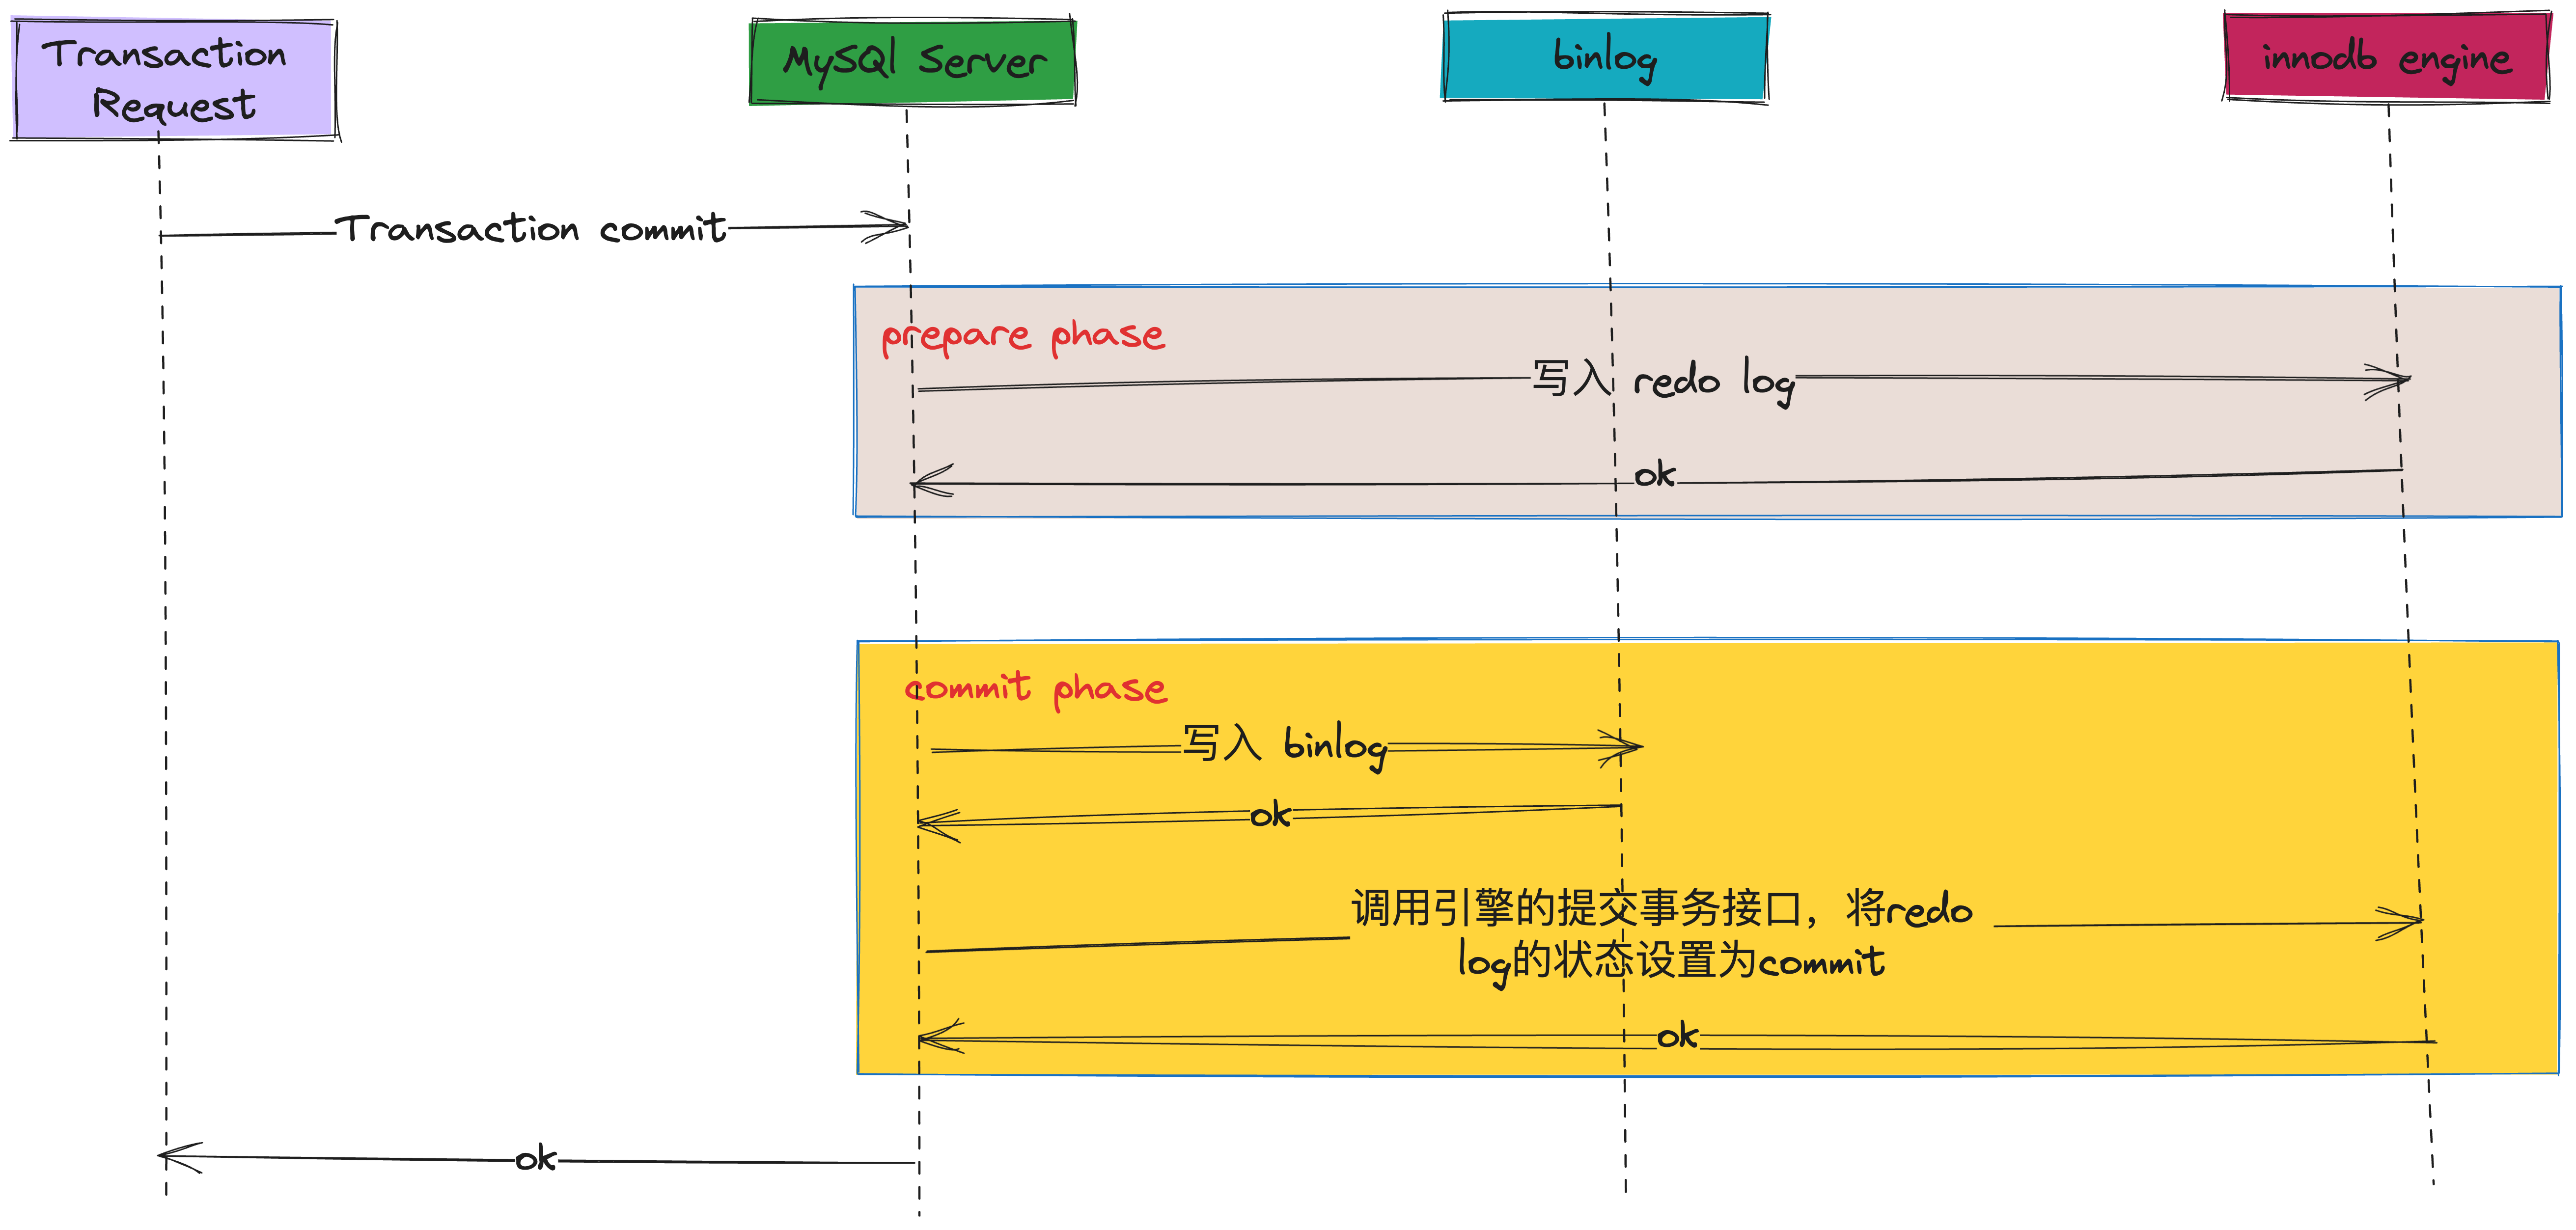 Transaction
Request
MySQl Server
binlog
innodb engine
Transaction commit
prepare phase
写入 redo log
ok
commit phase
写入 binlog
ok
调用引擎的提交事务接口，将redo
log的状态设置为commit
ok
ok